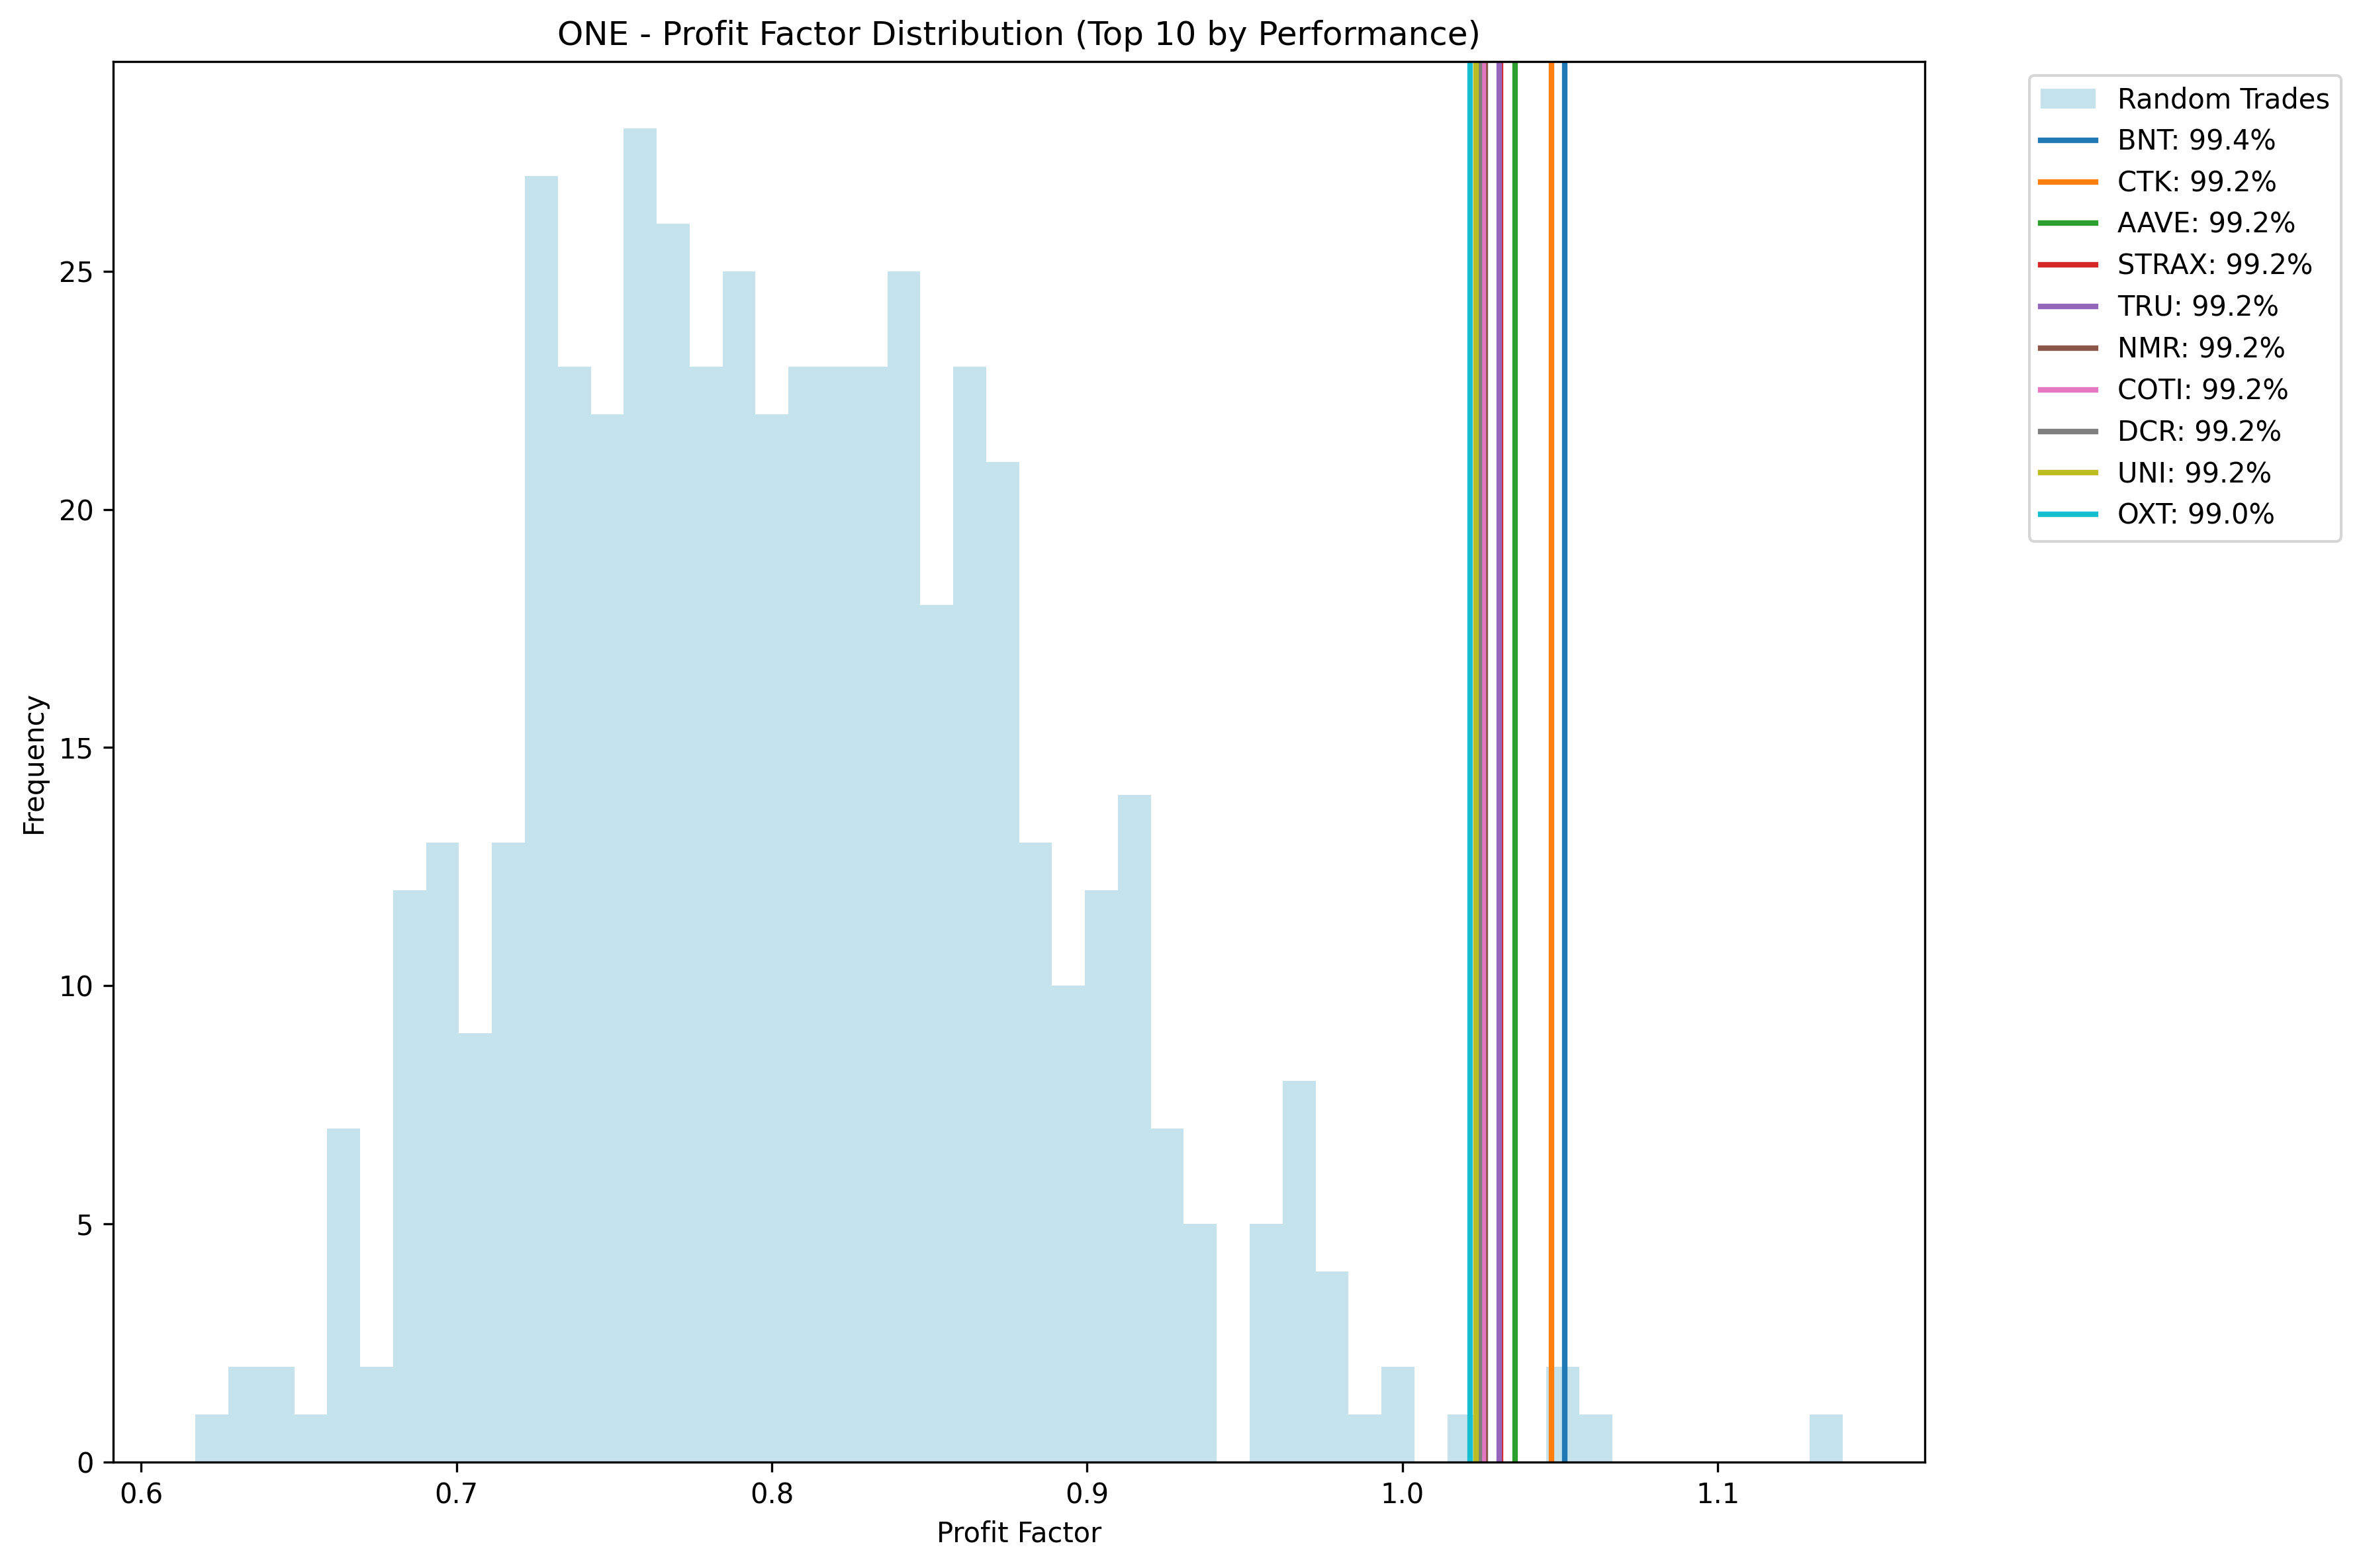 ONE - Profit Factor Distribution (Top 10 by Performance)
Random Trades
BNT: 99.4%
CTK: 99.2%
AAVE: 99.2%
STRAX: 99.2%
TRU: 99.2%
NMR: 99.2%
COTI: 99.2%
DCR: 99.2%
UNI: 99.2%
OXT: 99.0%
Frequency
25
20
15
10
5
0
0.6 0.7 0.8 0.9 1.0 1.1
Profit Factor